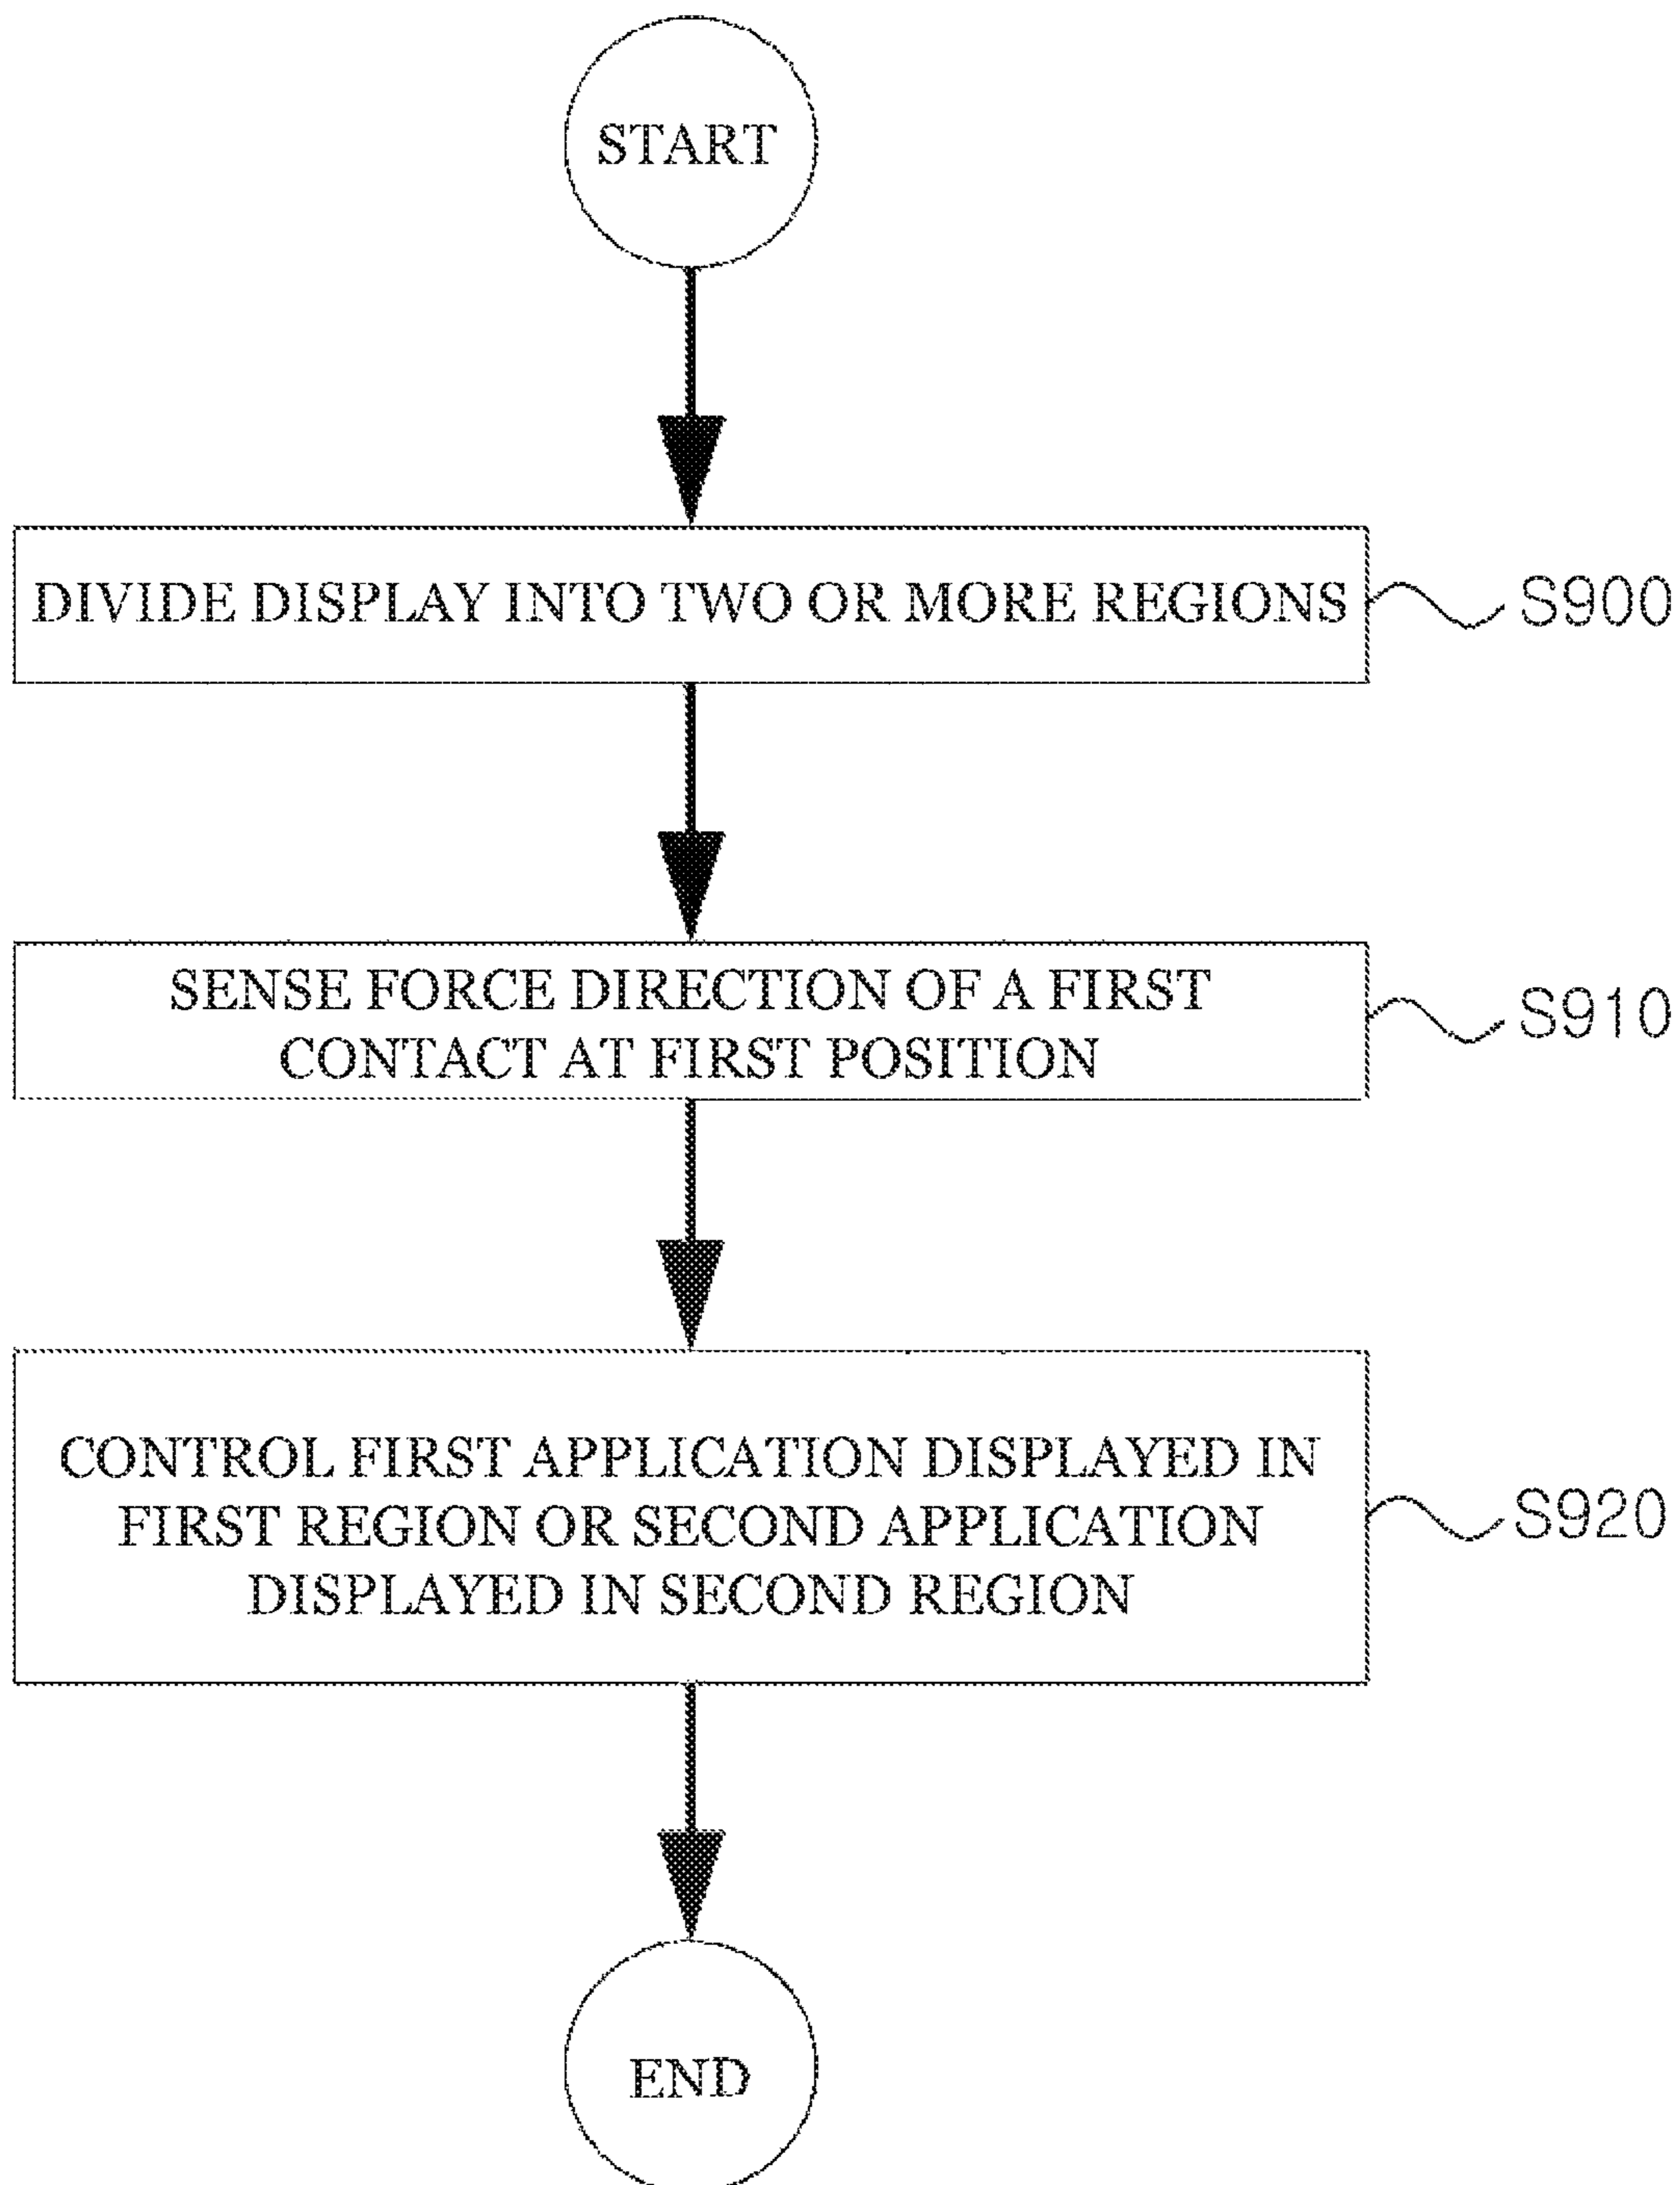 START
DIVIDE DISPLAY INTO TWO OR MORE REGIONS
S900
SENSE FORCE DIRECTION OF A FIRST
CONTACT AT FIRST POSITION
S910
CONTROL FIRST APPLICATION DISPLAYED IN
FIRST REGION OR SECOND APPLICATION
DISPLAYED IN SECOND REGION
S920
END